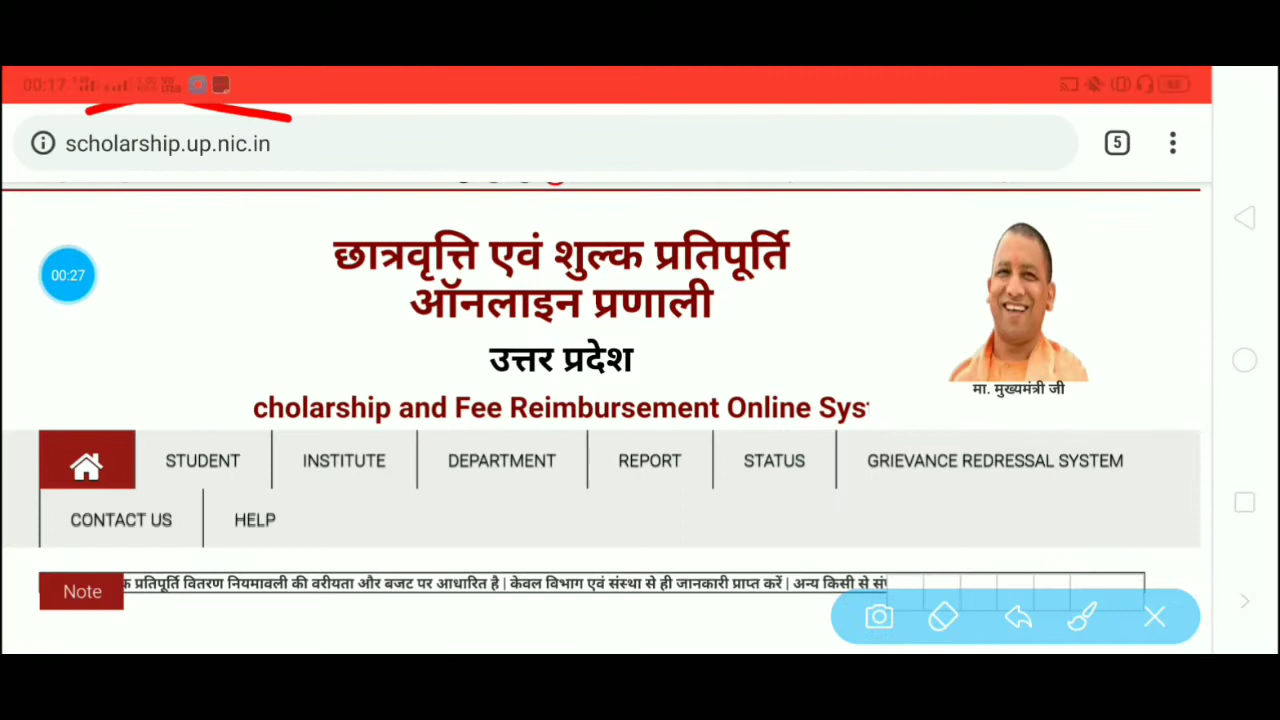 00:17
scholarship.up.nic.in
5
छात्रवृत्ति एवं शुल्क प्रतिपूर्ति
ऑनलाइन प्रणाली
उत्तर प्रदेश
cholarship and Fee Reimbursement Online Sys
मा. मुख्यमंत्री जी
00:27
STUDENT INSTITUTE DEPARTMENT REPORT STATUS GRIEVANCE REDRESSAL SYSTEM
CONTACT US HELP
Note क प्रतिपूर्ति वितरण नियमावली की वरीयता और बजट पर आधारित है | केवल विभाग एवं संस्था से ही जानकारी प्राप्त करें | अन्य किसी से